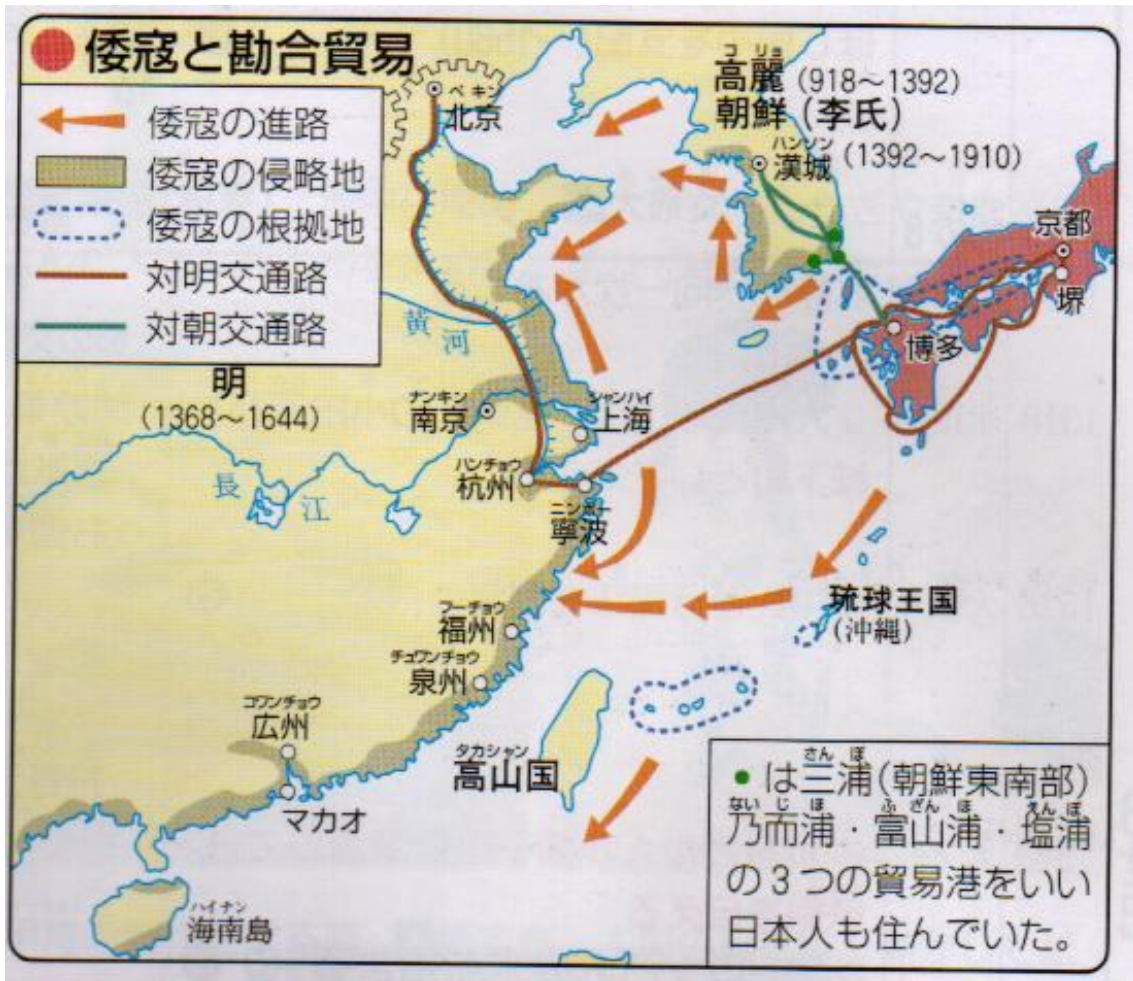 倭寇と勘合貿易
倭寇の進路
倭寇の侵略地
倭寇の根拠地
対明交通路
対朝交通路
ペキン
北京
コリョ
高麗(918〜1392)
朝鮮(李氏)
ハンソン
漢城(1392〜1910)
京都
堺
博多
黄河
明
(1368〜1644)
ナンキン
南京
シャンハイ
上海
ハンチョウ
杭州
長江
ニンポー
寧波
琉球王国
(沖縄)
フーチョウ
福州
チュワンチョウ
泉州
コワンチョウ
広州
タカシャン
高山国
マカオ
ハイナン
海南島
さんぽ
●は三浦(朝鮮東南部)
ないじほ ふざんほ えんぽ
乃而浦・富山浦・塩浦
の3つの貿易港をいい
日本人も住んでいた。